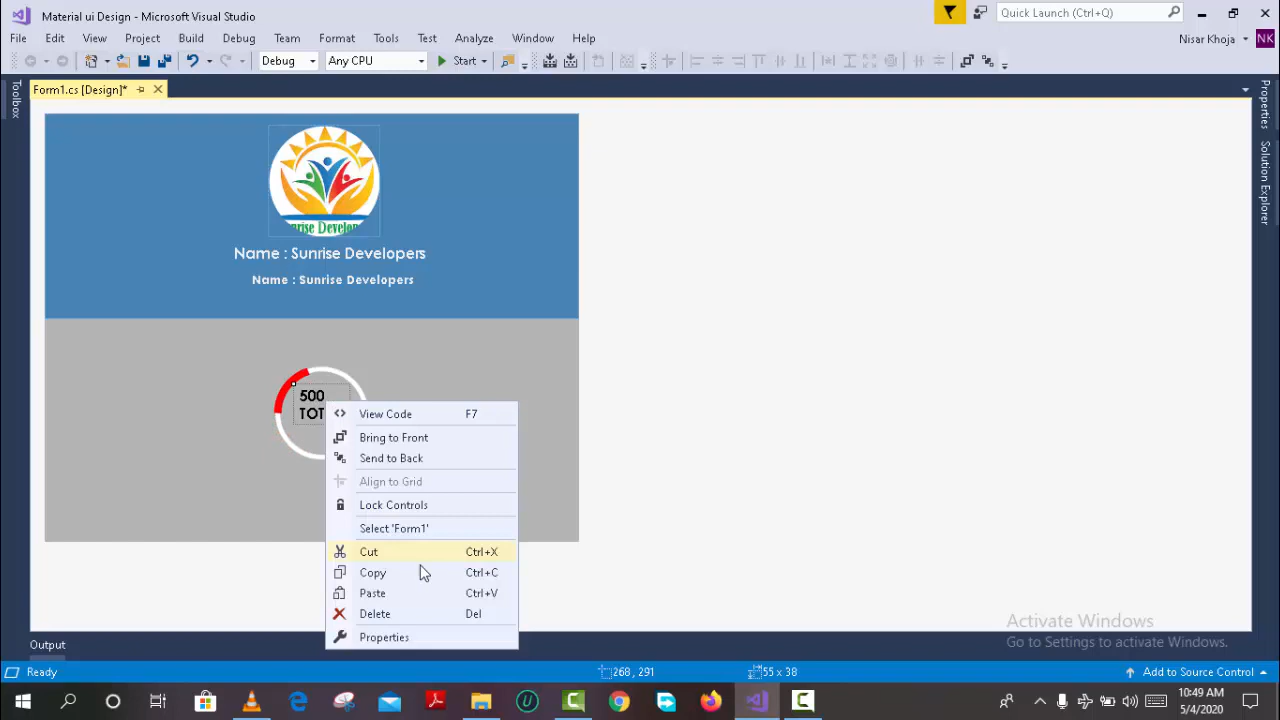 Material ui Design - Microsoft Visual Studio
Quick Launch (Ctrl+Q)
File Edit View Project Build Debug Team Format Tools Test Analyze Window Help
Nisar Khoja NK
Debug Any CPU Start
Form1.cs [Design]*
Toolbox
Properties
Solution Explorer
Name : Sunrise Developers
Name : Sunrise Developers
500
TOT
View Code F7
Bring to Front
Send to Back
Align to Grid
Lock Controls
Select 'Form1'
Cut Ctrl+X
Copy Ctrl+C
Paste Ctrl+V
Delete Del
Properties
Activate Windows
Go to Settings to activate Windows.
Output
Ready 268, 291 55 x 38 Add to Source Control
10:49 AM
5/4/2020